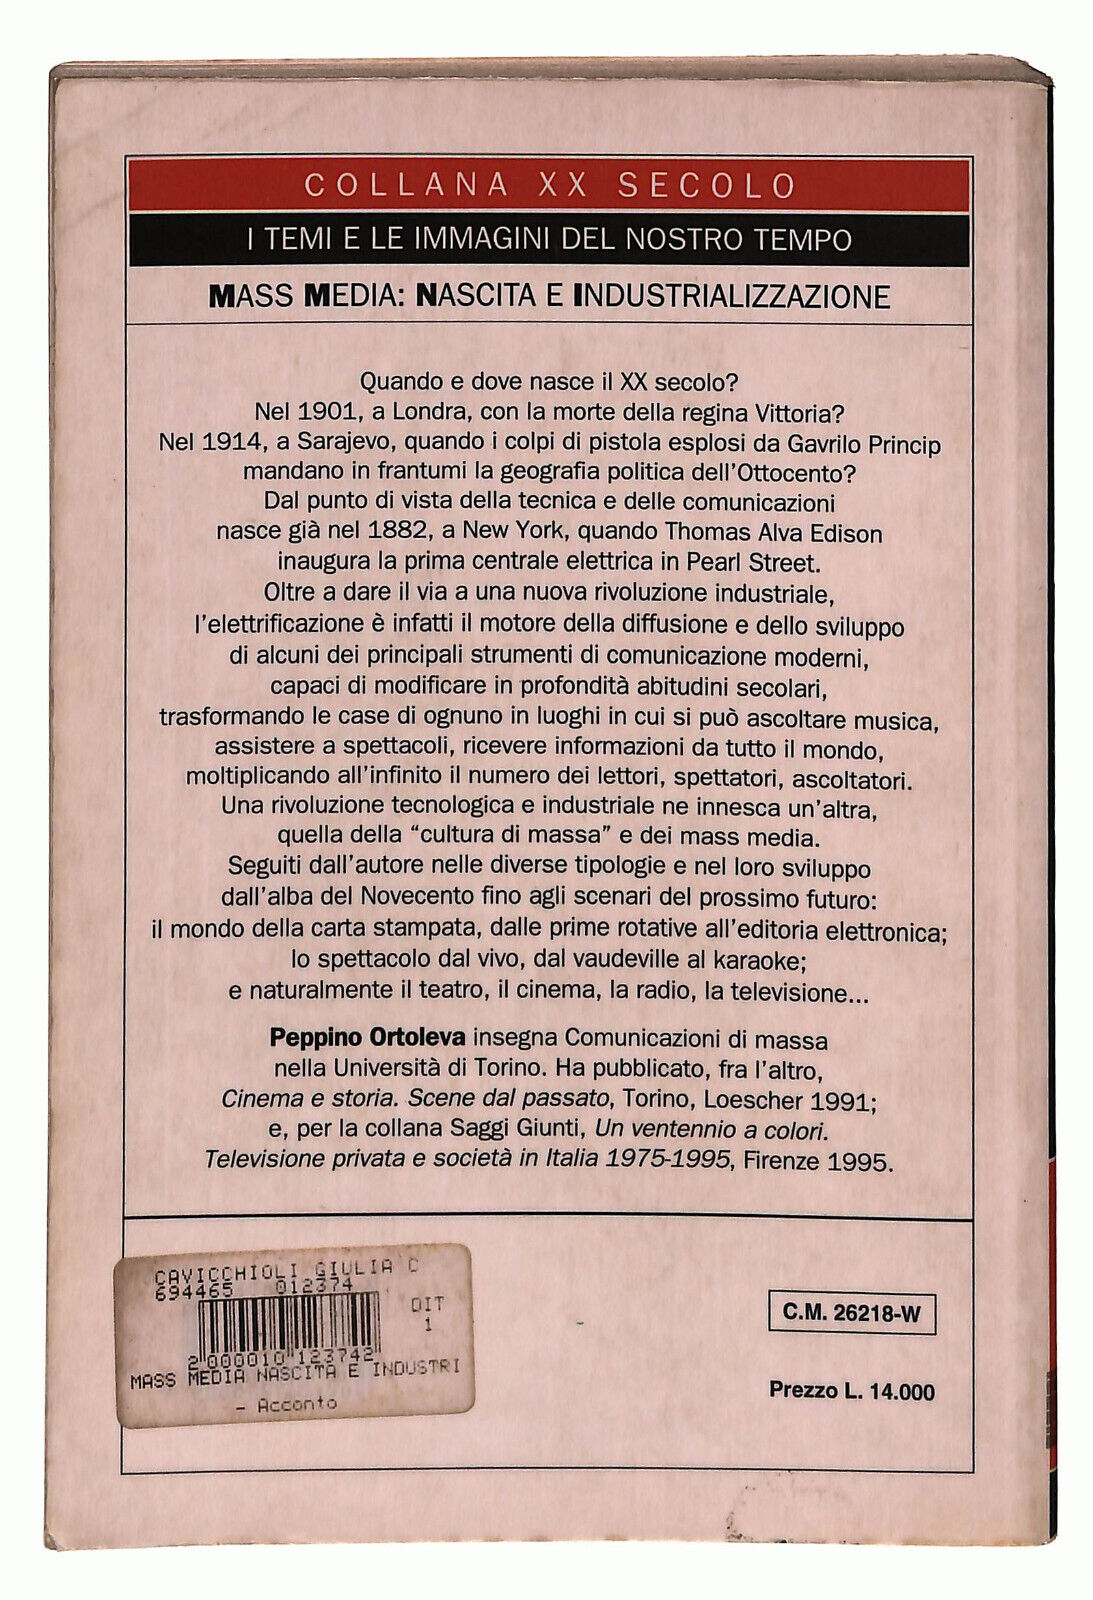 COLLANA XX SECOLO
I TEMI E LE IMMAGINI DEL NOSTRO TEMPO
MASS MEDIA: NASCITA E INDUSTRIALIZZAZIONE
Quando e dove nasce il XX secolo?
Nel 1901, a Londra, con la morte della regina Vittoria?
Nel 1914, a Sarajevo, quando i colpi di pistola esplosi da Gavrilo Princip
mandano in frantumi la geografia politica dell'Ottocento?
Dal punto di vista della tecnica e delle comunicazioni
nasce già nel 1882, a New York, quando Thomas Alva Edison
inaugura la prima centrale elettrica in Pearl Street.
Oltre a dare il via a una nuova rivoluzione industriale,
l'elettrificazione è infatti il motore della diffusione e dello sviluppo
di alcuni dei principali strumenti di comunicazione moderni,
capaci di modificare in profondità abitudini secolari,
trasformando le case di ognuno in luoghi in cui si può ascoltare musica,
assistere a spettacoli, ricevere informazioni da tutto il mondo,
moltiplicando all'infinito il numero dei lettori, spettatori, ascoltatori.
Una rivoluzione tecnologica e industriale ne innesca un'altra,
quella della “cultura di massa” e dei mass media.
Seguiti dall'autore nelle diverse tipologie e nel loro sviluppo
dall'alba del Novecento fino agli scenari del prossimo futuro:
il mondo della carta stampata, dalle prime rotative all'editoria elettronica;
lo spettacolo dal vivo, dal vaudeville al karaoke;
e naturalmente il teatro, il cinema, la radio, la televisione...
Peppino Ortoleva insegna Comunicazioni di massa
nella Università di Torino. Ha pubblicato, fra l'altro,
Cinema e storia. Scene dal passato, Torino, Loescher 1991;
e, per la collana Saggi Giunti, Un ventennio a colori.
Televisione privata e società in Italia 1975-1995, Firenze 1995.
CAVICCHIOLI GIULIA C
694465 012374
DIT
1
2 000010 123742
MASS MEDIA NASCITA E INDUSTRI
- Acconto
C.M. 26218-W
Prezzo L. 14.000